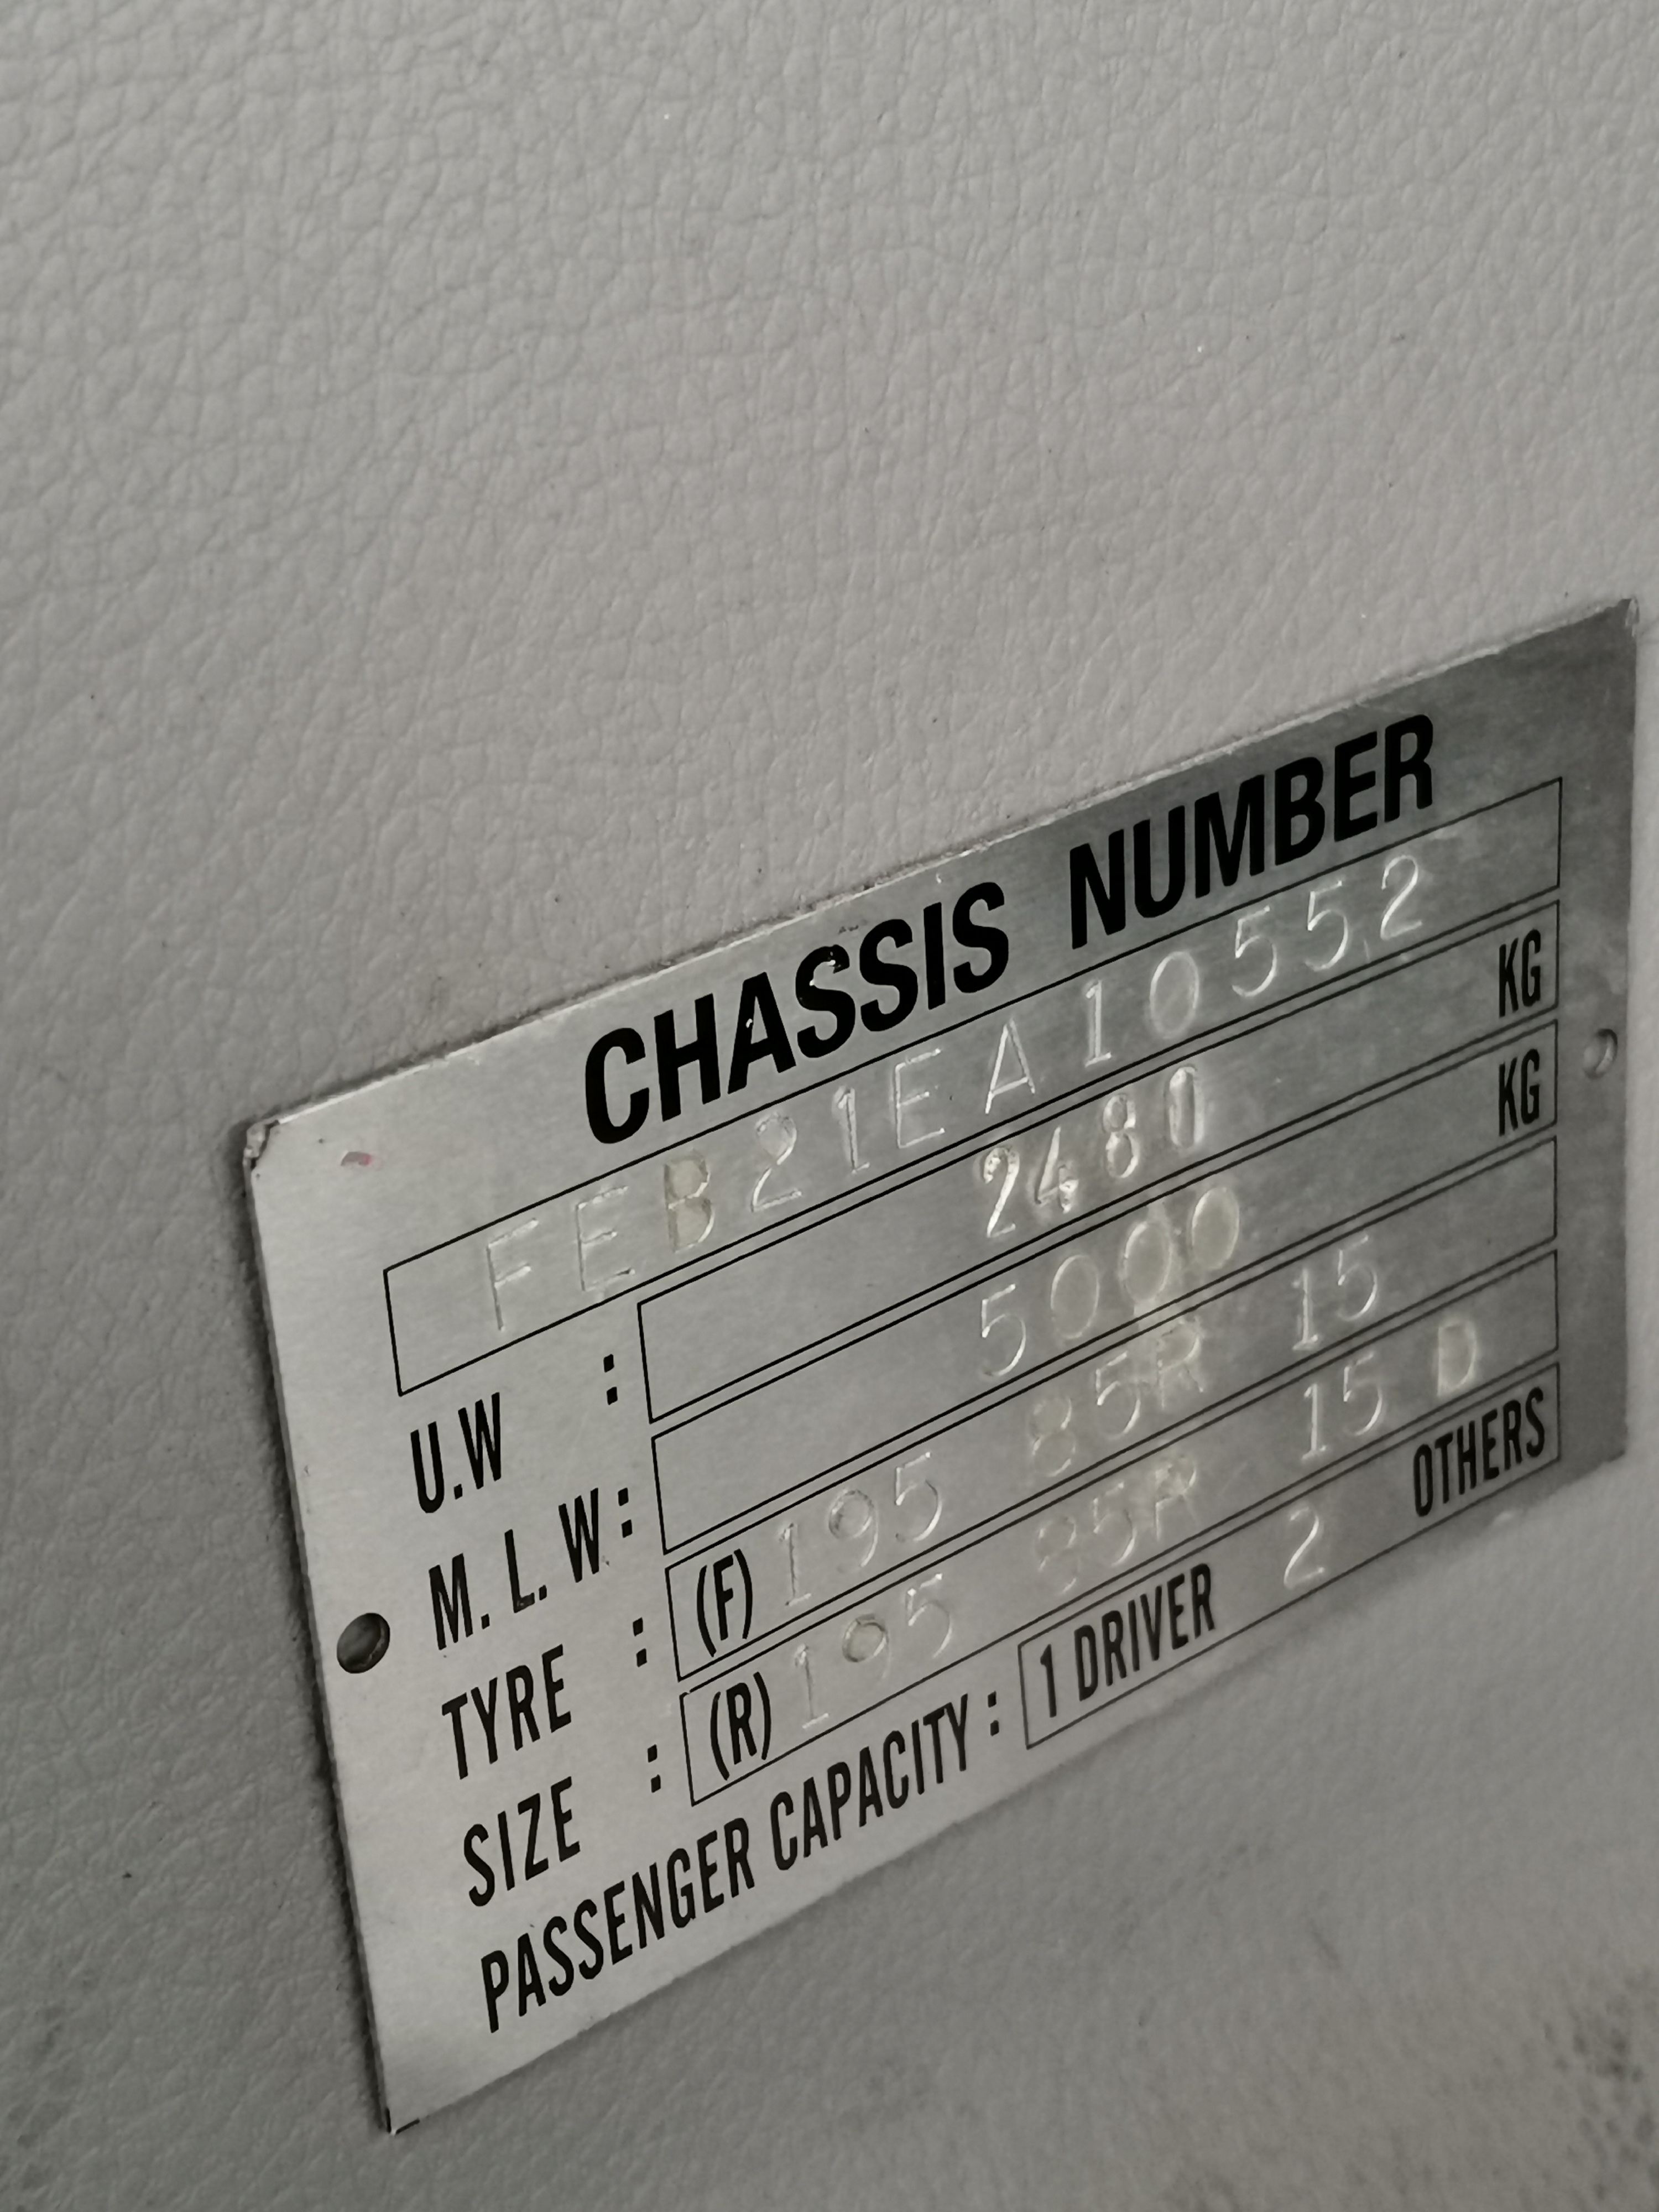 CHASSIS NUMBER
FEB21EA10552
U.W : 2480 KG
M. L. W : 5000 KG
TYRE : (F) 195 85R 15
SIZE : (R) 195 85R 15 D
PASSENGER CAPACITY : 1 DRIVER 2 OTHERS